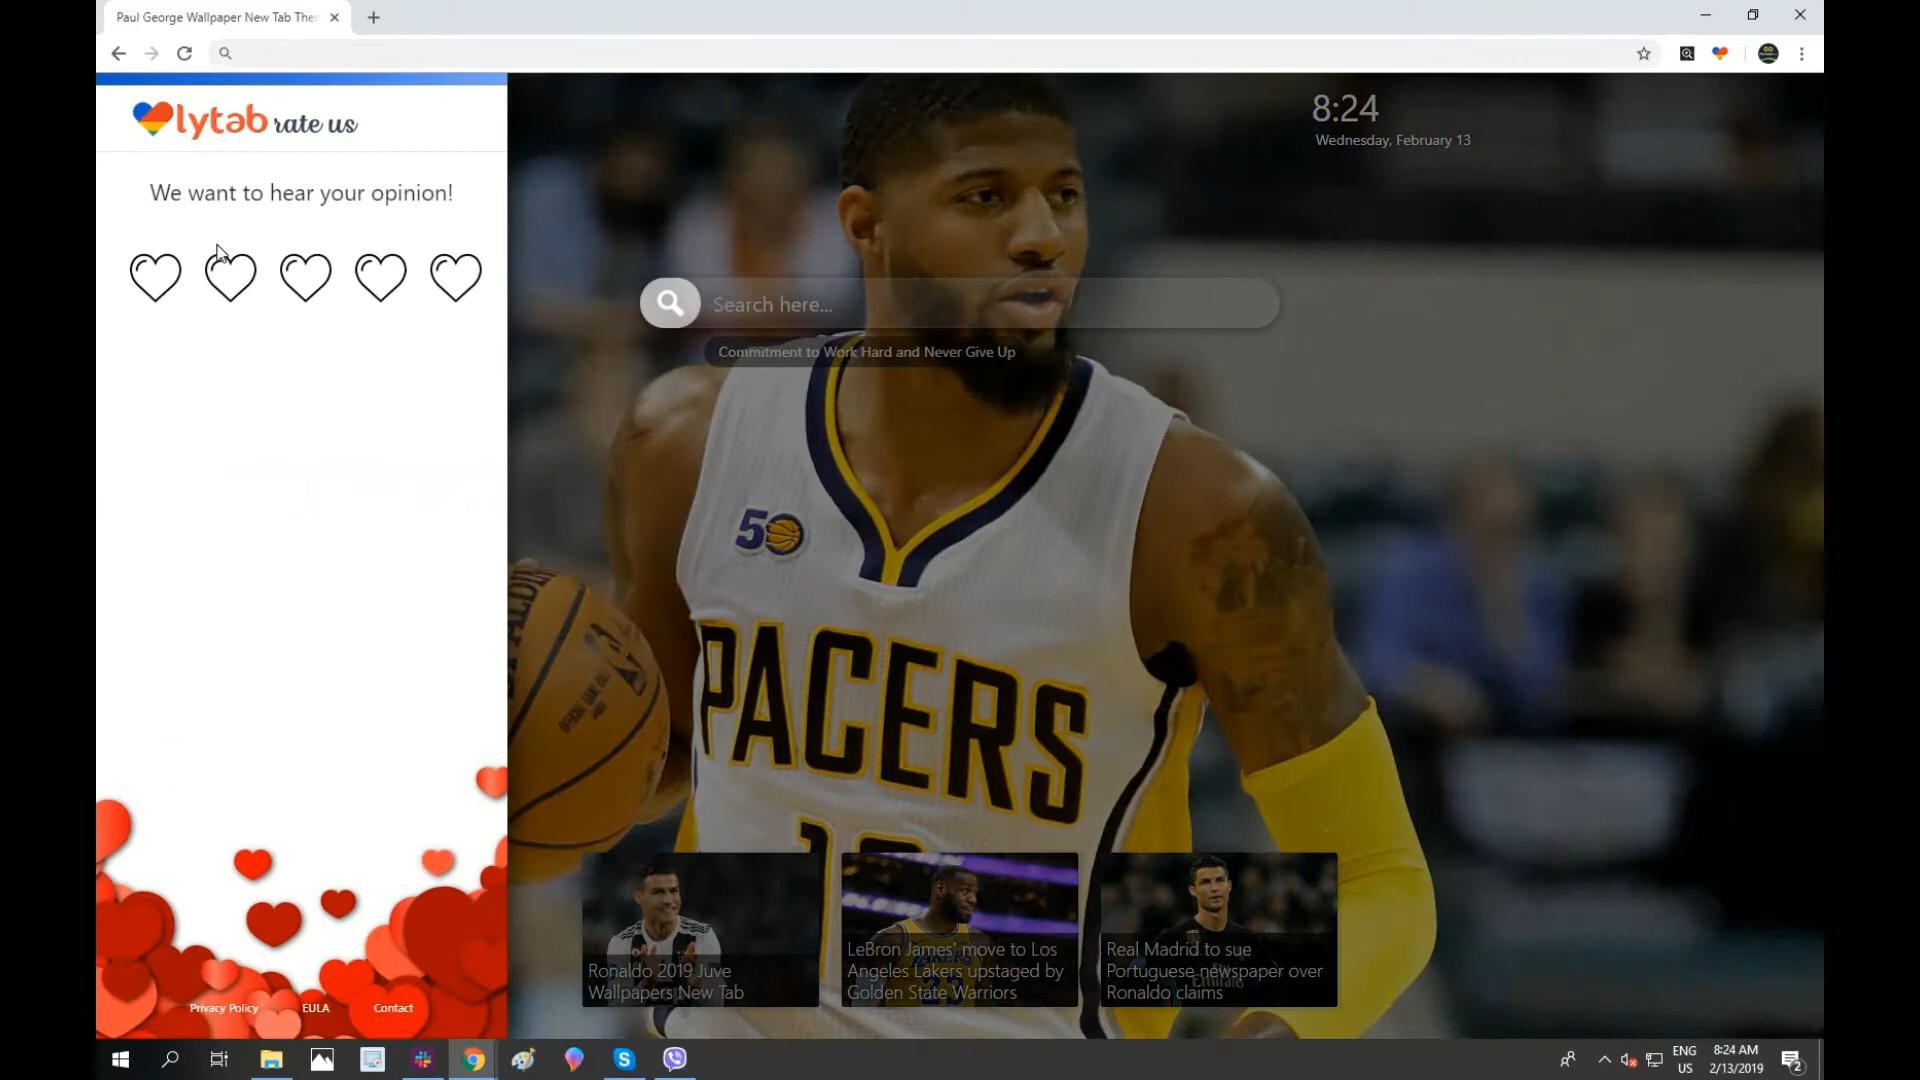 Paul George Wallpaper New Tab The
lytab rate us
We want to hear your opinion!
8:24
Wednesday, February 13
Search here...
Commitment to Work Hard and Never Give Up
50
PACERS
Ronaldo 2019 Juve
Wallpapers New Tab
LeBron James' move to Los
Angeles Lakers upstaged by
Golden State Warriors
Real Madrid to sue
Portuguese newspaper over
Ronaldo claims
Privacy Policy
EULA
Contact
ENG
US
8:24 AM
2/13/2019
2